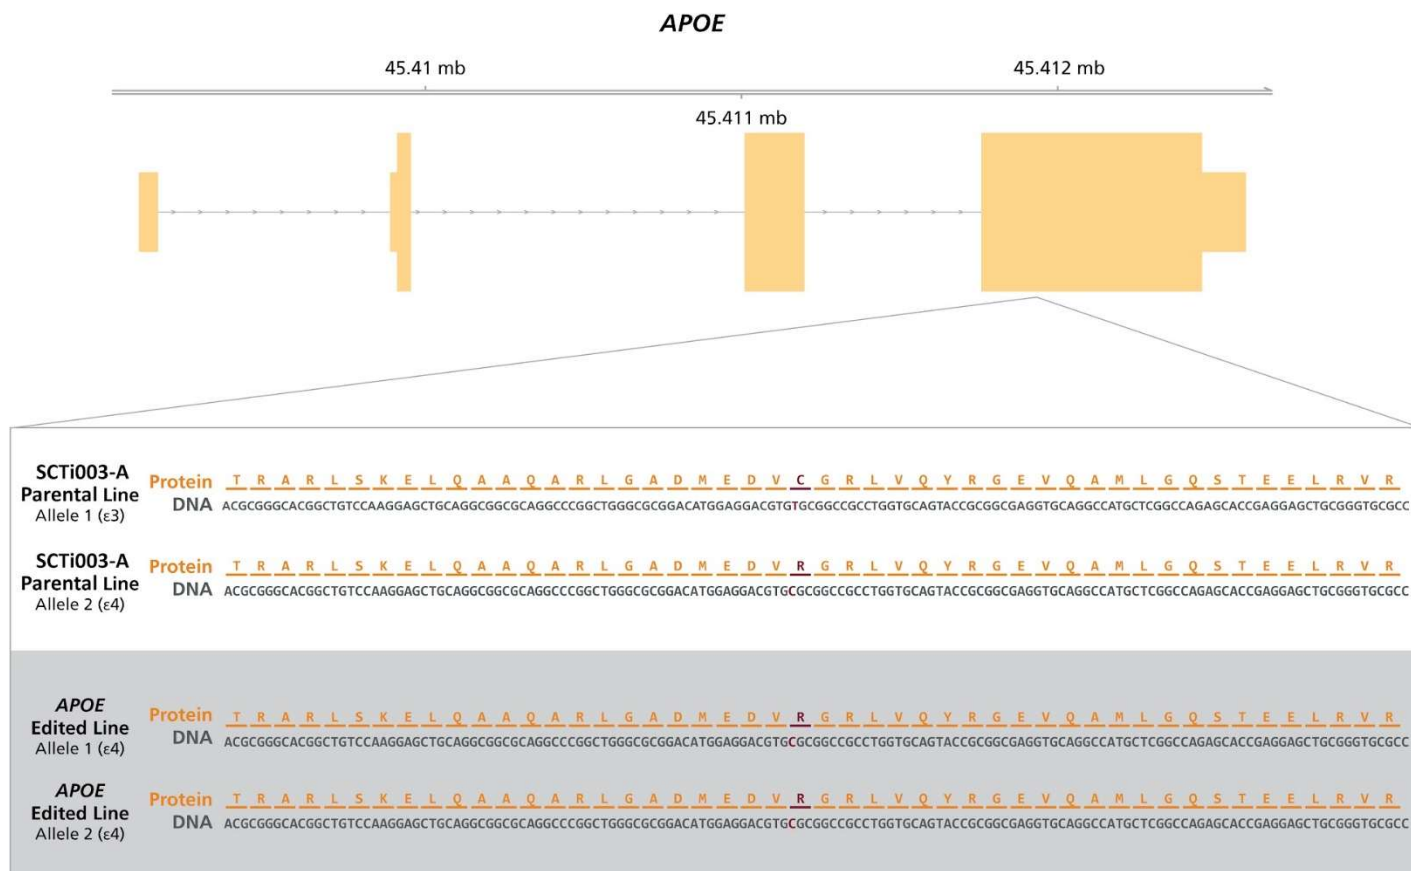 APOE
45.41 mb
45.412 mb
45.411 mb
SCTi003-A
Parental Line
Allele 1 (ε3)
Protein T R A R L S K E L Q A A Q A R L G A D M E D V C G R L V Q Y R G E V Q A M L G Q S T E E L R V R
DNA ACGCGGGCACGGCTGTCCAAGGAGCTGCAGGCGGCGCAGGCCCGGCTGGGCGCGGACATGGAGGACGTGTGCGGCCGCCTGGTGCAGTACCGCGGCGAGGTGCAGGCCATGCTCGGCCAGAGCACCGAGGAGCTGCGGGTGCGCC
SCTi003-A
Parental Line
Allele 2 (ε4)
Protein T R A R L S K E L Q A A Q A R L G A D M E D V R G R L V Q Y R G E V Q A M L G Q S T E E L R V R
DNA ACGCGGGCACGGCTGTCCAAGGAGCTGCAGGCGGCGCAGGCCCGGCTGGGCGCGGACATGGAGGACGTGCGCGGCCGCCTGGTGCAGTACCGCGGCGAGGTGCAGGCCATGCTCGGCCAGAGCACCGAGGAGCTGCGGGTGCGCC
APOE
Edited Line
Allele 1 (ε4)
Protein T R A R L S K E L Q A A Q A R L G A D M E D V R G R L V Q Y R G E V Q A M L G Q S T E E L R V R
DNA ACGCGGGCACGGCTGTCCAAGGAGCTGCAGGCGGCGCAGGCCCGGCTGGGCGCGGACATGGAGGACGTGCGCGGCCGCCTGGTGCAGTACCGCGGCGAGGTGCAGGCCATGCTCGGCCAGAGCACCGAGGAGCTGCGGGTGCGCC
APOE
Edited Line
Allele 2 (ε4)
Protein T R A R L S K E L Q A A Q A R L G A D M E D V R G R L V Q Y R G E V Q A M L G Q S T E E L R V R
DNA ACGCGGGCACGGCTGTCCAAGGAGCTGCAGGCGGCGCAGGCCCGGCTGGGCGCGGACATGGAGGACGTGCGCGGCCGCCTGGTGCAGTACCGCGGCGAGGTGCAGGCCATGCTCGGCCAGAGCACCGAGGAGCTGCGGGTGCGCC